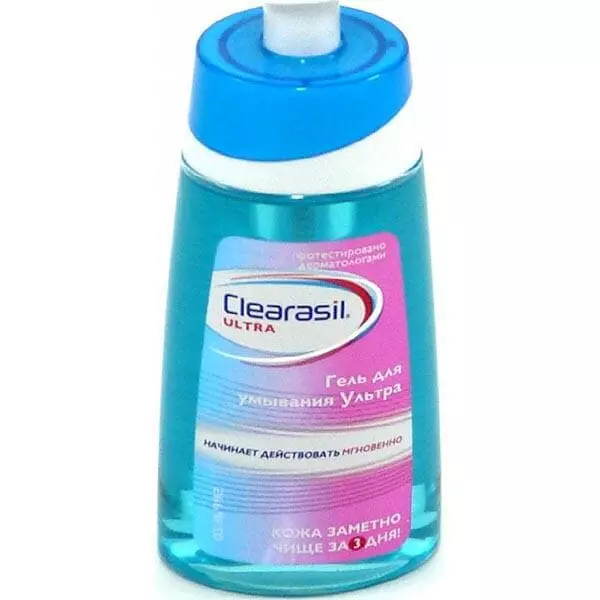 протестировано
дерматологами
Clearasil®
ULTRA
Гель для
умывания Ультра
НАЧИНАЕТ ДЕЙСТВОВАТЬ МГНОВЕННО
КОЖА ЗАМЕТНО
ЧИЩЕ ЗА 3 ДНЯ!